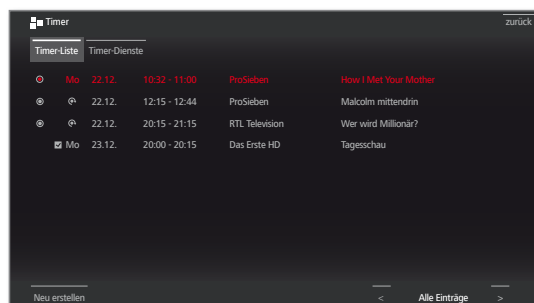 Timer zurück
Timer-Liste Timer-Dienste
Mo 22.12. 10:32 - 11:00 ProSieben How I Met Your Mother
22.12. 12:15 - 12:44 ProSieben Malcolm mittendrin
22.12. 20:15 - 21:15 RTL Television Wer wird Millionär?
Mo 23.12. 20:00 - 20:15 Das Erste HD Tagesschau
Neu erstellen < Alle Einträge >